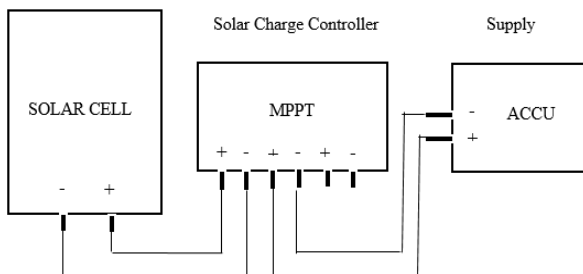 Solar Charge Controller
Supply
SOLAR CELL
MPPT
ACCU
-
+
+ - + - + -
- +